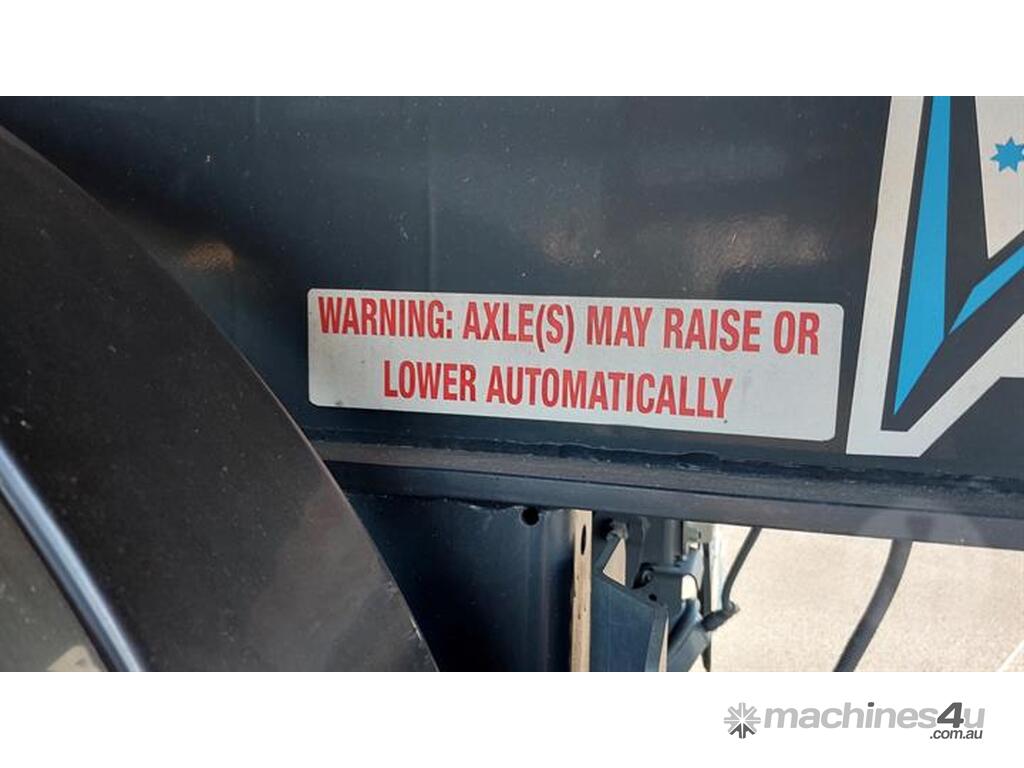 WARNING: AXLE(S) MAY RAISE OR
LOWER AUTOMATICALLY
machines4u
.com.au